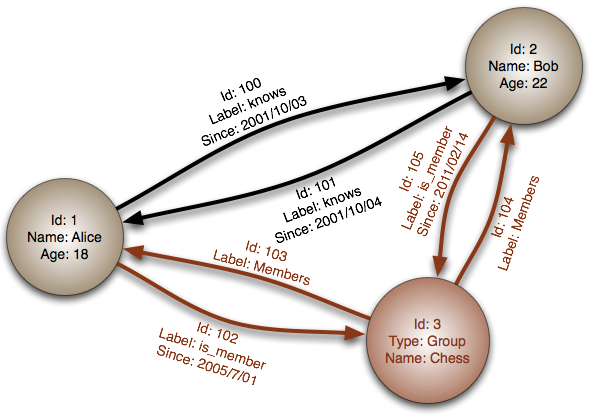 Id: 2
Name: Bob
Age: 22
Id: 100
Label: knows
Since: 2001/10/03
Id: 101
Label: knows
Since: 2001/10/04
Id: 105
Label: is_member
Since: 2011/02/14
Id: 104
Label: Members
Id: 1
Name: Alice
Age: 18
Id: 103
Label: Members
Id: 102
Label: is_member
Since: 2005/7/01
Id: 3
Type: Group
Name: Chess